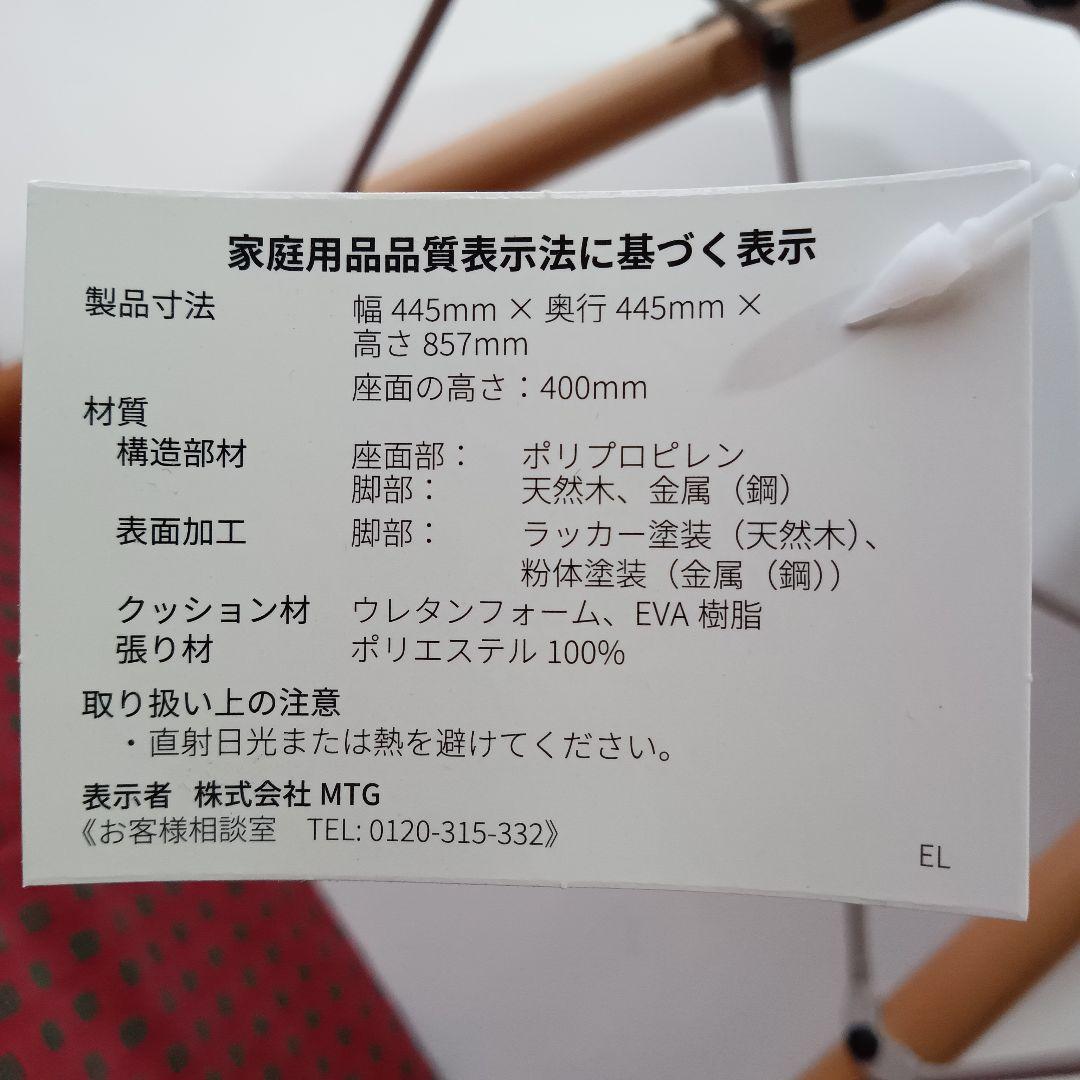 家庭用品品質表示法に基づく表示
製品寸法 幅 445mm × 奥行 445mm ×
高さ 857mm
座面の高さ：400mm
材質
構造部材 座面部： ポリプロピレン
脚部： 天然木、金属（鋼）
表面加工 脚部： ラッカー塗装（天然木）、
粉体塗装（金属（鋼））
クッション材 ウレタンフォーム、EVA 樹脂
張り材 ポリエステル 100%
取り扱い上の注意
・直射日光または熱を避けてください。
表示者 株式会社 MTG
《お客様相談室 TEL: 0120-315-332》
EL